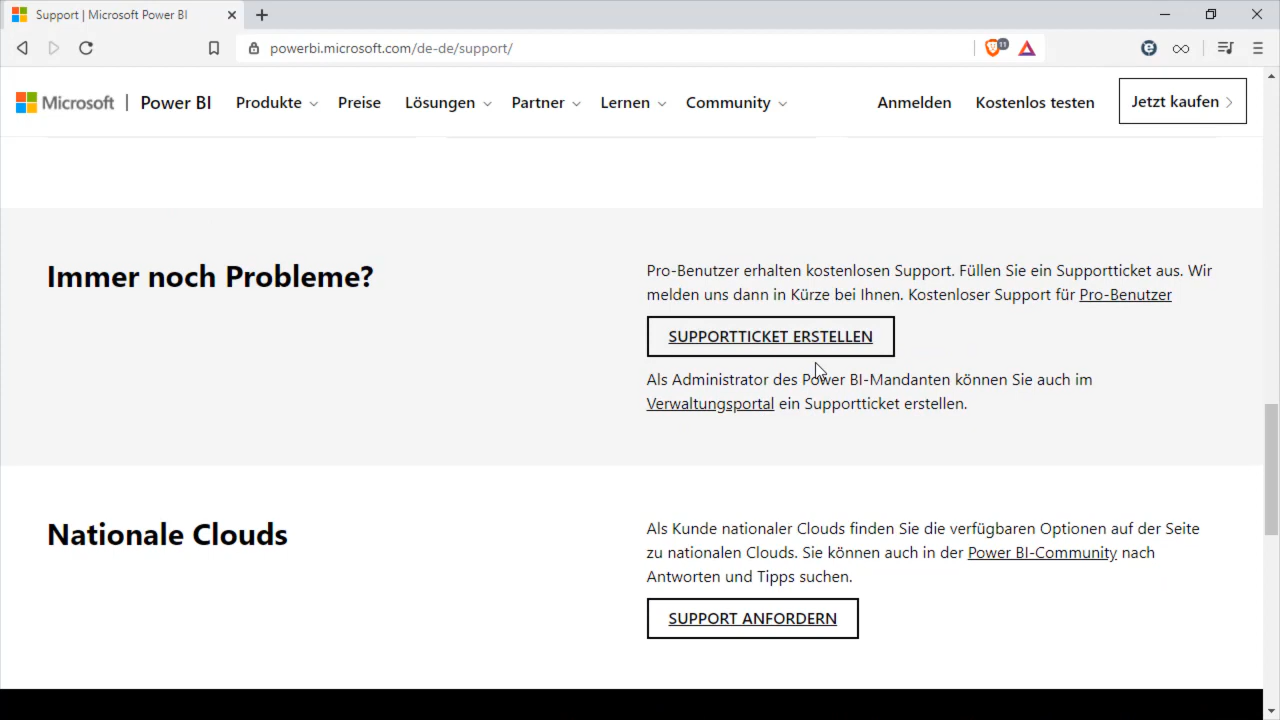 Support | Microsoft Power BI
powerbi.microsoft.com/de-de/support/
11
Microsoft | Power BI Produkte Preise Lösungen Partner Lernen Community Anmelden Kostenlos testen Jetzt kaufen
Immer noch Probleme?
Pro-Benutzer erhalten kostenlosen Support. Füllen Sie ein Supportticket aus. Wir
melden uns dann in Kürze bei Ihnen. Kostenloser Support für Pro-Benutzer
SUPPORTTICKET ERSTELLEN
Als Administrator des Power BI-Mandanten können Sie auch im
Verwaltungsportal ein Supportticket erstellen.
Nationale Clouds
Als Kunde nationaler Clouds finden Sie die verfügbaren Optionen auf der Seite
zu nationalen Clouds. Sie können auch in der Power BI-Community nach
Antworten und Tipps suchen.
SUPPORT ANFORDERN